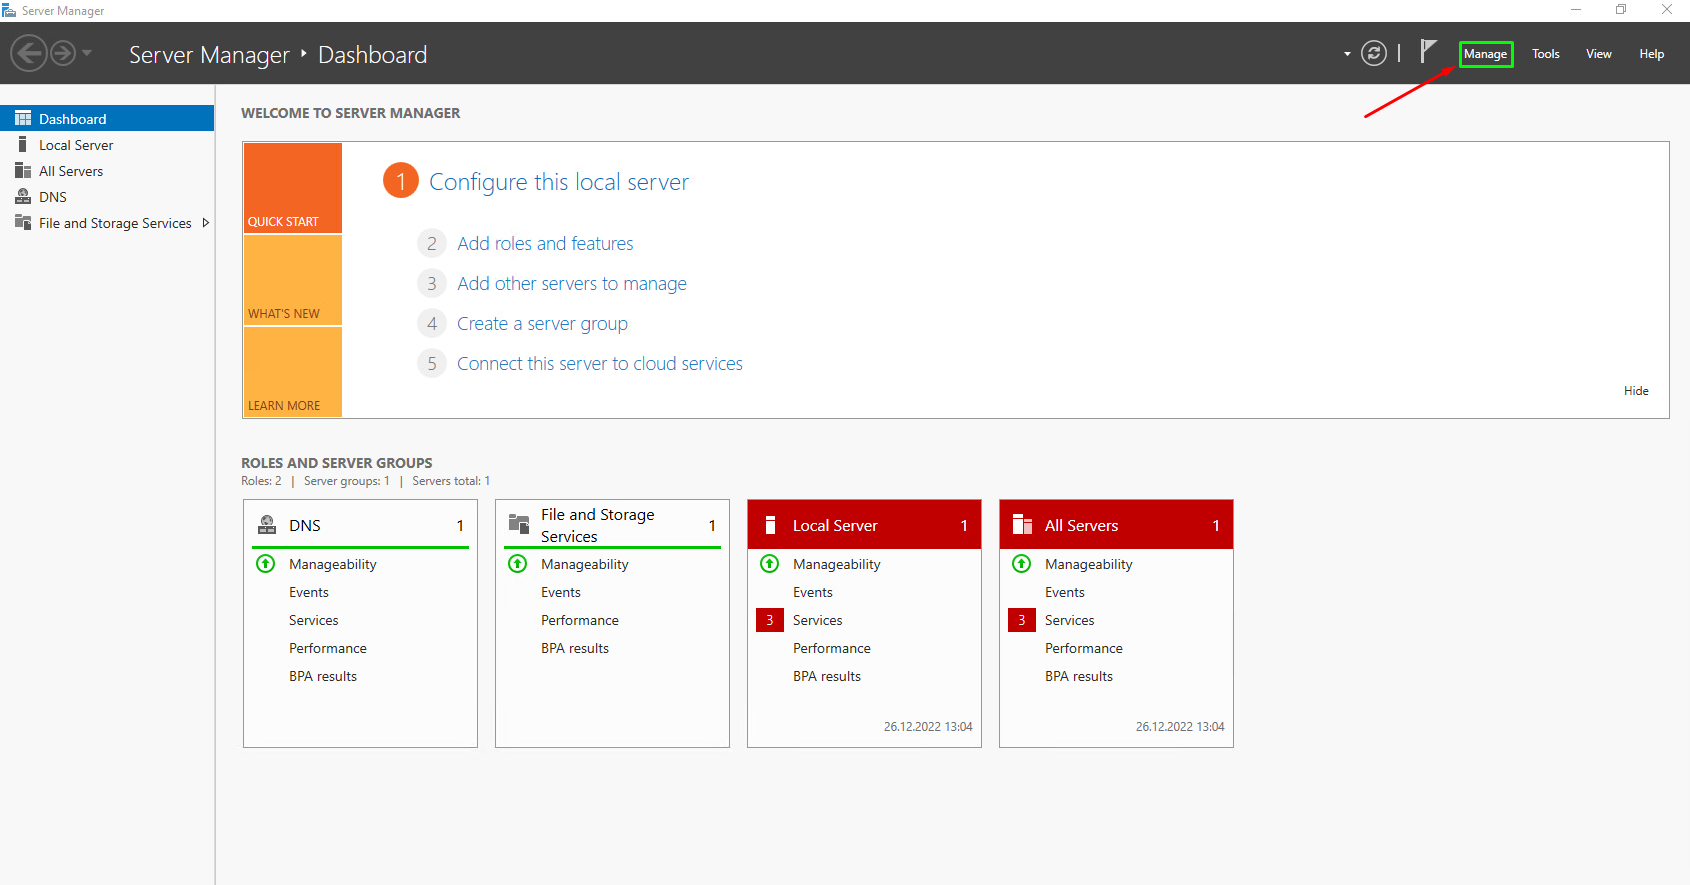 Server Manager
Server Manager ‣ Dashboard
Manage Tools View Help
Dashboard
Local Server
All Servers
DNS
File and Storage Services
WELCOME TO SERVER MANAGER
QUICK START
WHAT'S NEW
LEARN MORE
1 Configure this local server
2 Add roles and features
3 Add other servers to manage
4 Create a server group
5 Connect this server to cloud services
Hide
ROLES AND SERVER GROUPS
Roles: 2 | Server groups: 1 | Servers total: 1
DNS 1
Manageability
Events
Services
Performance
BPA results
File and Storage
Services 1
Manageability
Events
Performance
BPA results
Local Server 1
Manageability
Events
3 Services
Performance
BPA results
26.12.2022 13:04
All Servers 1
Manageability
Events
3 Services
Performance
BPA results
26.12.2022 13:04